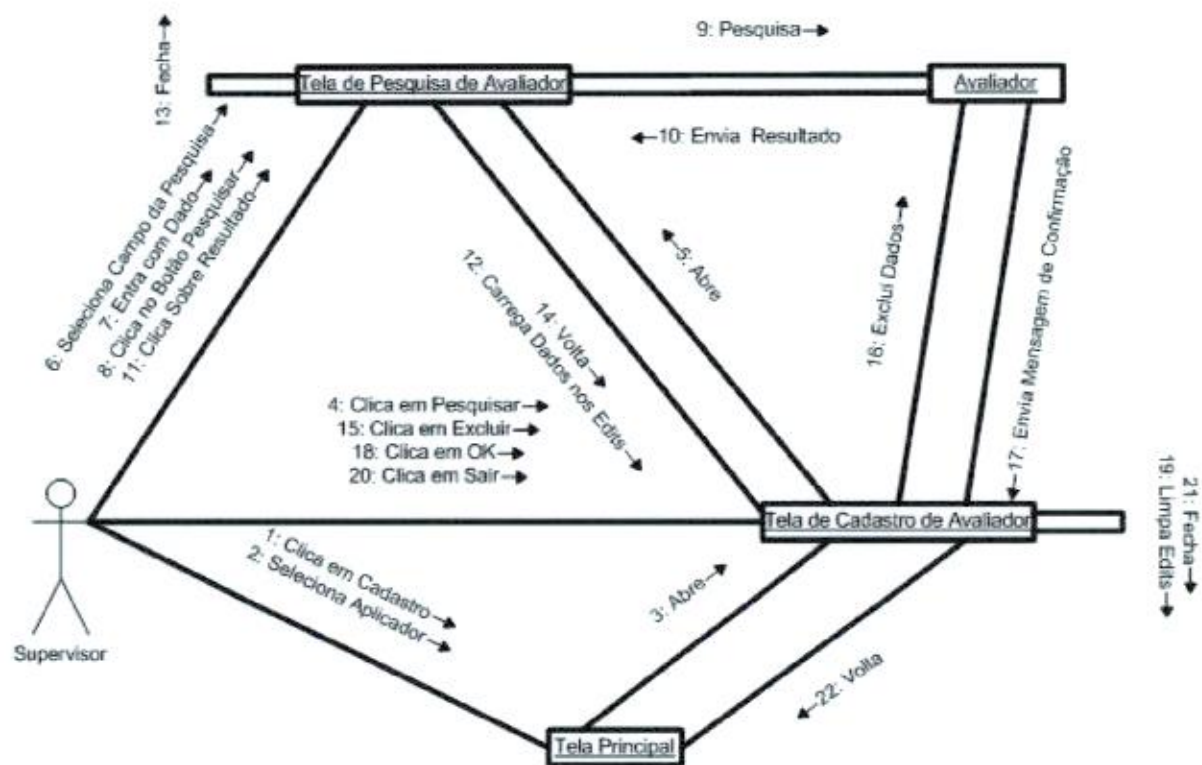 9: Pesquisa→
13: Fecha→
Tela de Pesquisa de Avaliador
Avaliador
←10: Envia Resultado
6: Seleciona Campo da Pesquisa→
7: Entra com Dado→
8: Clica no Botão Pesquisar→
11: Clica Sobre Resultado→
←5: Abre
12: Carrega Dados nos Edits→
14: Volta→
16: Exclui Dados→
←17: Envia Mensagem de Confirmação
4: Clica em Pesquisar→
15: Clica em Excluir→
18: Clica em OK→
20: Clica em Sair→
Tela de Cadastro de Avaliador
21: Fecha→
19: Limpa Edits→
1: Clica em Cadastro→
2: Seleciona Aplicador→
3: Abre→
←22: Volta
Supervisor
Tela Principal